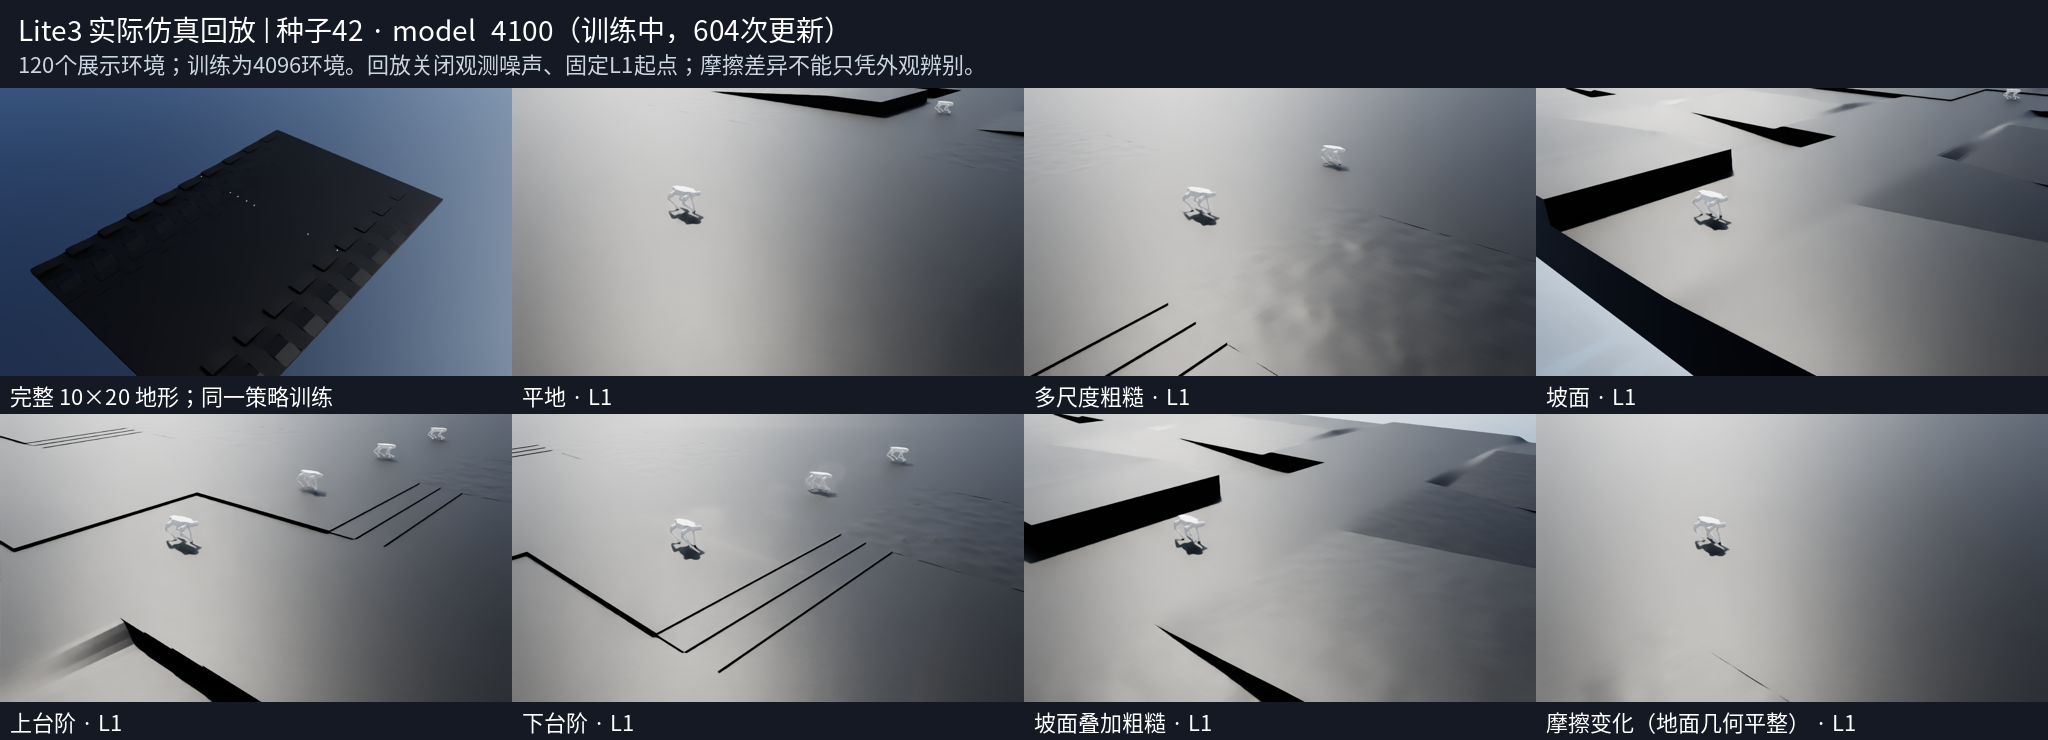 Lite3 实际仿真回放 | 种子42 · model 4100（训练中，604次更新）
120个展示环境；训练为4096环境。回放关闭观测噪声、固定L1起点；摩擦差异不能只凭外观辨别。
完整 10×20 地形；同一策略训练
平地 · L1
多尺度粗糙 · L1
坡面 · L1
上台阶 · L1
下台阶 · L1
坡面叠加粗糙 · L1
摩擦变化（地面几何平整） · L1